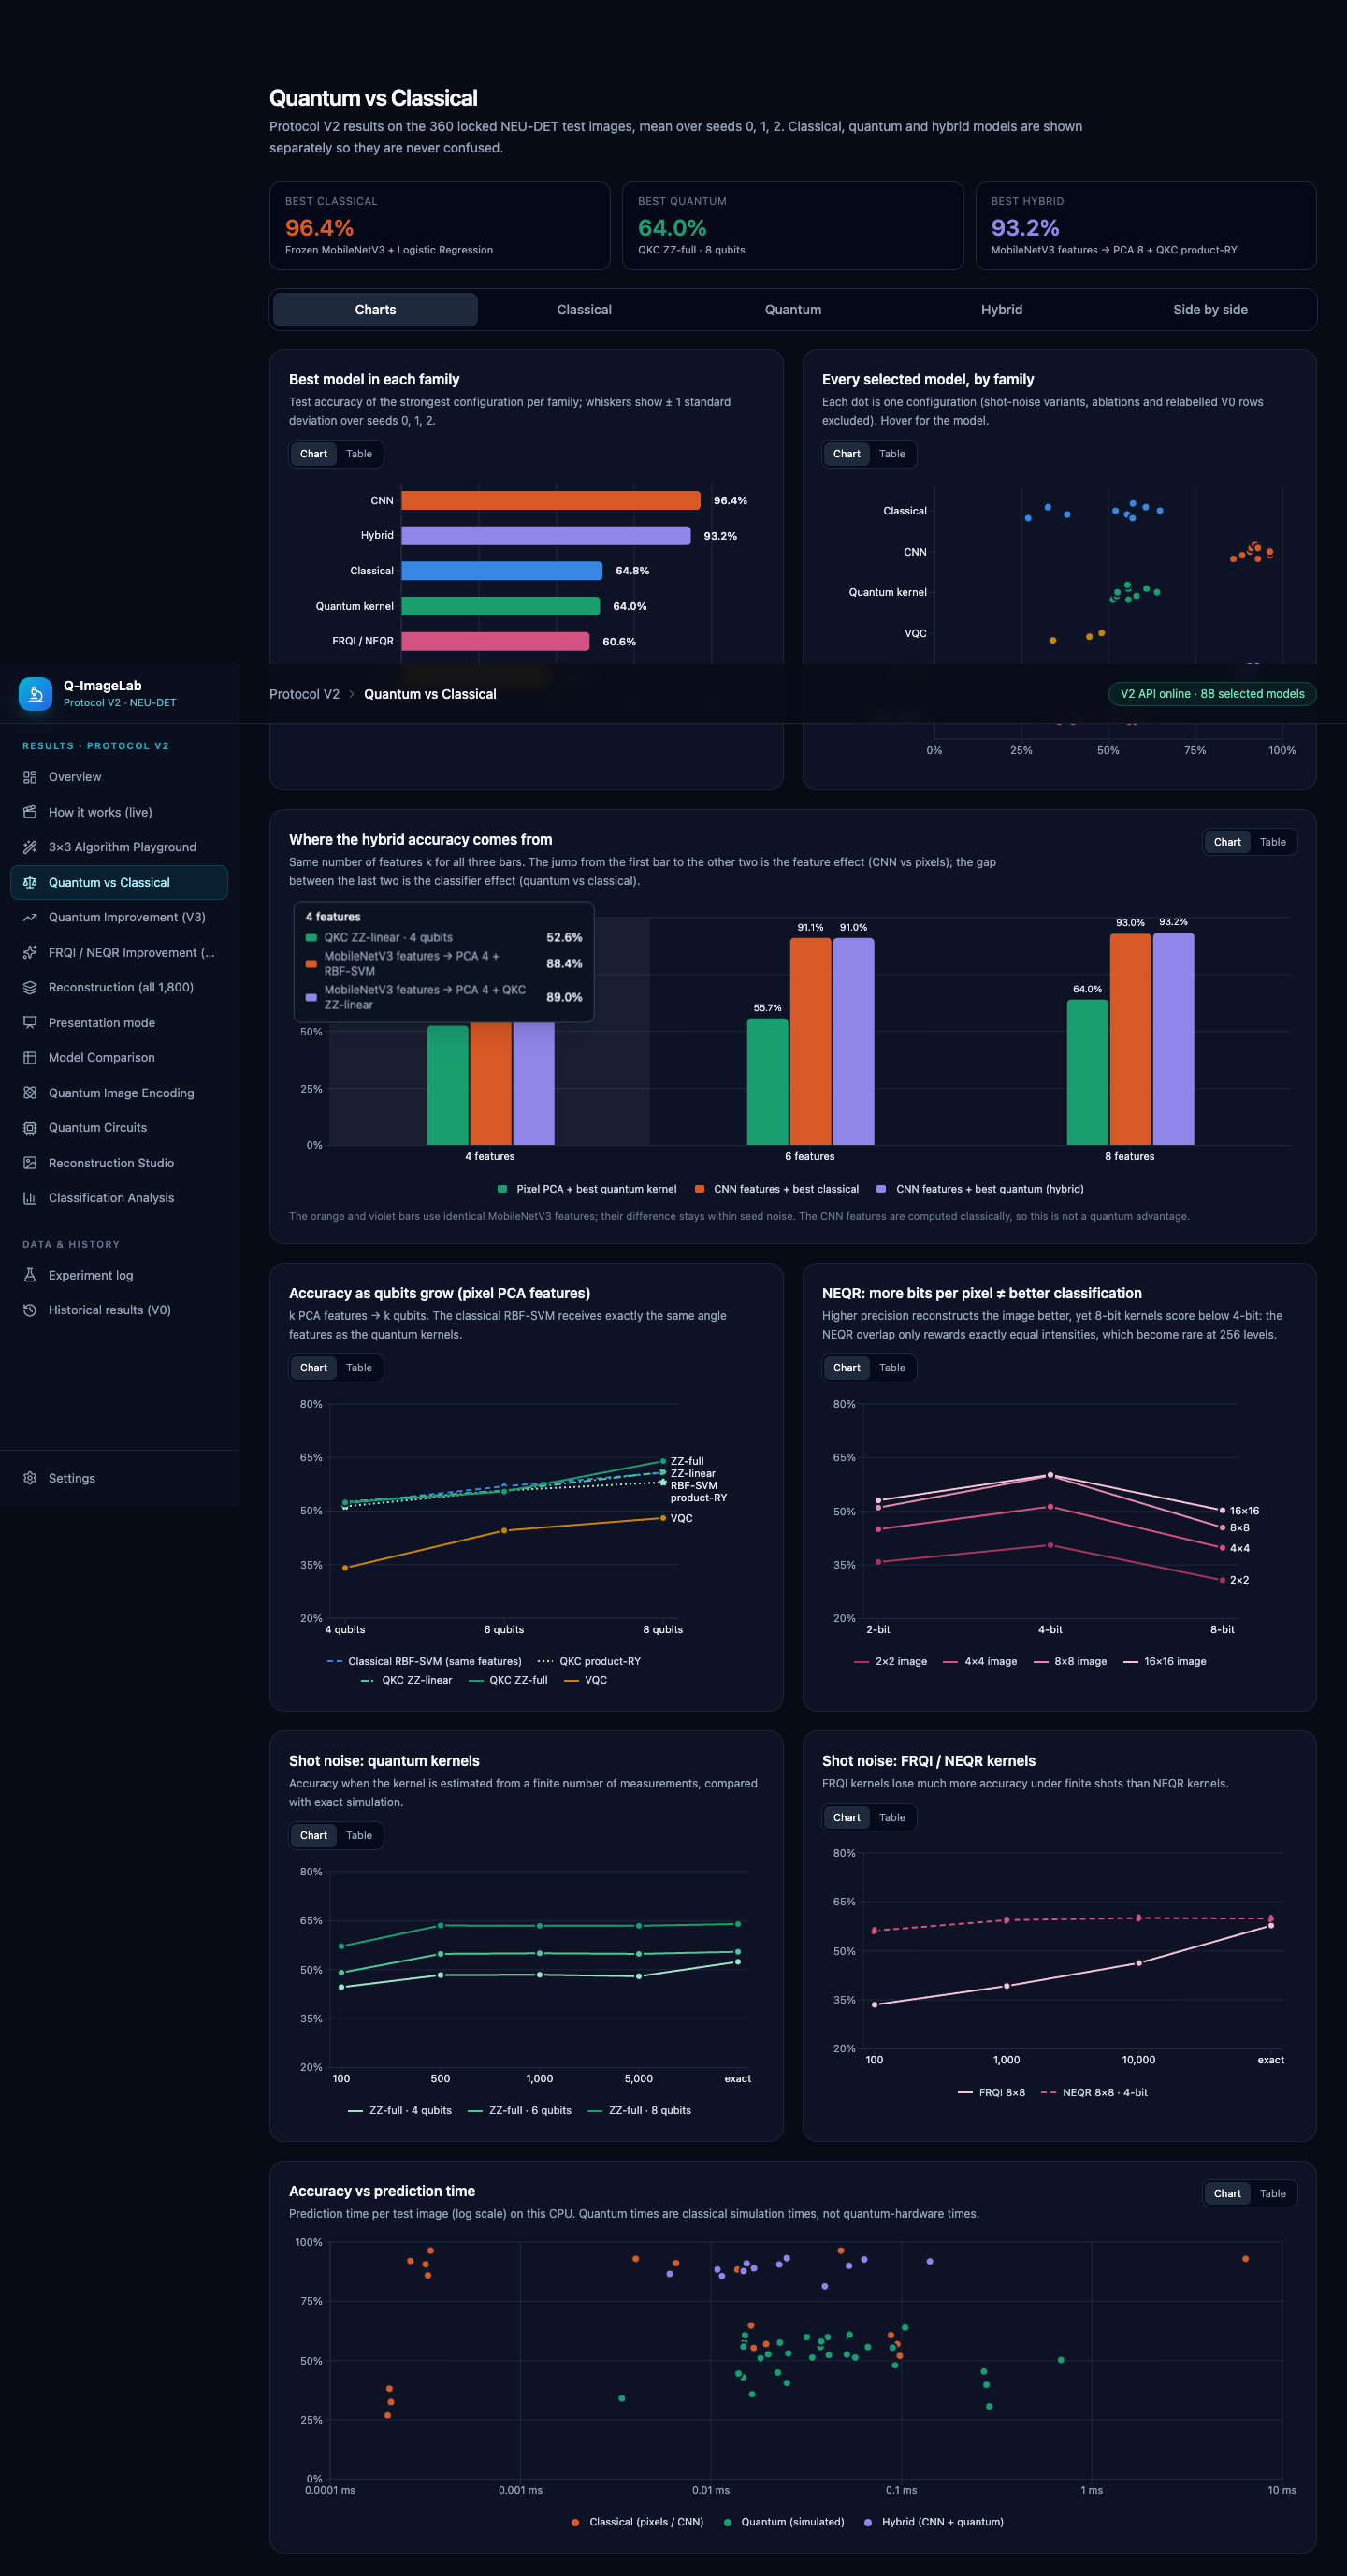 Quantum vs Classical
Protocol V2 results on the 360 locked NEU-DET test images, mean over seeds 0, 1, 2. Classical, quantum and hybrid models are shown
separately so they are never confused.
BEST CLASSICAL
96.4%
Frozen MobileNetV3 + Logistic Regression
BEST QUANTUM
64.0%
QKC ZZ-full · 8 qubits
BEST HYBRID
93.2%
MobileNetV3 features → PCA 8 + QKC product-RY
Charts
Classical
Quantum
Hybrid
Side by side
Best model in each family
Test accuracy of the strongest configuration per family; whiskers show ± 1 standard
deviation over seeds 0, 1, 2.
Chart
Table
CNN
96.4%
Hybrid
93.2%
Classical
64.8%
Quantum kernel
64.0%
FRQI / NEQR
60.6%
Every selected model, by family
Each dot is one configuration (shot-noise variants, ablations and relabelled V0 rows
excluded). Hover for the model.
Chart
Table
Classical
CNN
Quantum kernel
VQC
0%
25%
50%
75%
100%
Q-ImageLab
Protocol V2 · NEU-DET
Protocol V2
Quantum vs Classical
V2 API online · 88 selected models
RESULTS · PROTOCOL V2
Overview
How it works (live)
3×3 Algorithm Playground
Quantum vs Classical
Quantum Improvement (V3)
FRQI / NEQR Improvement (...
Reconstruction (all 1,800)
Presentation mode
Model Comparison
Quantum Image Encoding
Quantum Circuits
Reconstruction Studio
Classification Analysis
DATA & HISTORY
Experiment log
Historical results (V0)
Settings
Where the hybrid accuracy comes from
Same number of features k for all three bars. The jump from the first bar to the other two is the feature effect (CNN vs pixels); the gap
between the last two is the classifier effect (quantum vs classical).
Chart
Table
4 features
QKC ZZ-linear · 4 qubits
52.6%
MobileNetV3 features → PCA 4 +
RBF-SVM
88.4%
MobileNetV3 features → PCA 4 + QKC
ZZ-linear
89.0%
50%
25%
0%
55.7%
91.1%
91.0%
64.0%
93.0%
93.2%
4 features
6 features
8 features
Pixel PCA + best quantum kernel
CNN features + best classical
CNN features + best quantum (hybrid)
The orange and violet bars use identical MobileNetV3 features; their difference stays within seed noise. The CNN features are computed classically, so this is not a quantum advantage.
Accuracy as qubits grow (pixel PCA features)
k PCA features → k qubits. The classical RBF-SVM receives exactly the same angle
features as the quantum kernels.
Chart
Table
80%
65%
50%
35%
20%
ZZ-full
ZZ-linear
RBF-SVM
product-RY
VQC
4 qubits
6 qubits
8 qubits
Classical RBF-SVM (same features)
QKC product-RY
QKC ZZ-linear
QKC ZZ-full
VQC
NEQR: more bits per pixel ≠ better classification
Higher precision reconstructs the image better, yet 8-bit kernels score below 4-bit: the
NEQR overlap only rewards exactly equal intensities, which become rare at 256 levels.
Chart
Table
80%
65%
50%
35%
20%
16×16
8×8
4×4
2×2
2-bit
4-bit
8-bit
2×2 image
4×4 image
8×8 image
16×16 image
Shot noise: quantum kernels
Accuracy when the kernel is estimated from a finite number of measurements, compared
with exact simulation.
Chart
Table
80%
65%
50%
35%
20%
100
500
1,000
5,000
exact
ZZ-full · 4 qubits
ZZ-full · 6 qubits
ZZ-full · 8 qubits
Shot noise: FRQI / NEQR kernels
FRQI kernels lose much more accuracy under finite shots than NEQR kernels.
Chart
Table
80%
65%
50%
35%
20%
100
1,000
10,000
exact
FRQI 8×8
NEQR 8×8 · 4-bit
Accuracy vs prediction time
Prediction time per test image (log scale) on this CPU. Quantum times are classical simulation times, not quantum-hardware times.
Chart
Table
100%
75%
50%
25%
0%
0.0001 ms
0.001 ms
0.01 ms
0.1 ms
1 ms
10 ms
Classical (pixels / CNN)
Quantum (simulated)
Hybrid (CNN + quantum)